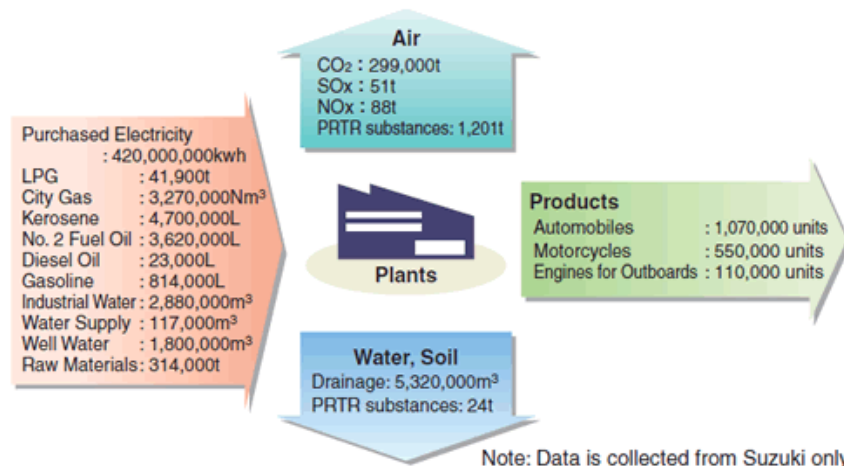 Air
CO₂ : 299,000t
SOx : 51t
NOx : 88t
PRTR substances: 1,201t
Purchased Electricity
: 420,000,000kwh
LPG : 41,900t
City Gas : 3,270,000Nm³
Kerosene : 4,700,000L
No. 2 Fuel Oil : 3,620,000L
Diesel Oil : 23,000L
Gasoline : 814,000L
Industrial Water : 2,880,000m³
Water Supply : 117,000m³
Well Water : 1,800,000m³
Raw Materials : 314,000t
Plants
Products
Automobiles : 1,070,000 units
Motorcycles : 550,000 units
Engines for Outboards : 110,000 units
Water, Soil
Drainage: 5,320,000m³
PRTR substances: 24t
Note: Data is collected from Suzuki only